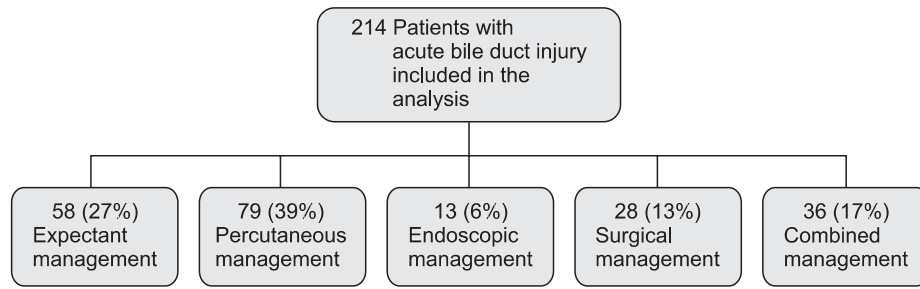 214 Patients with
acute bile duct injury
included in the
analysis
58 (27%)
Expectant
management
79 (39%)
Percutaneous
management
13 (6%)
Endoscopic
management
28 (13%)
Surgical
management
36 (17%)
Combined
management